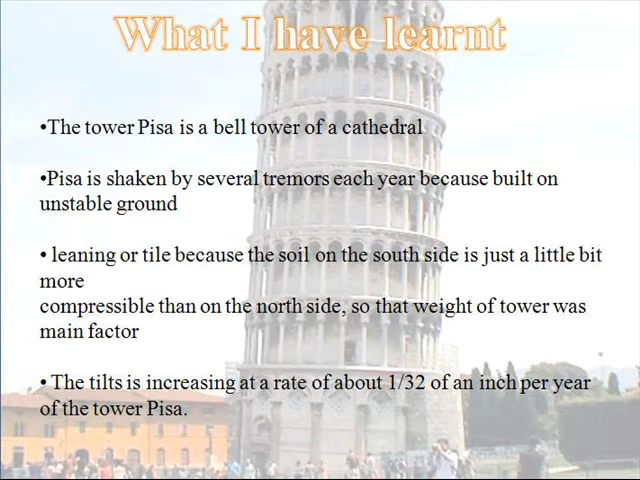 What I have learnt
•The tower Pisa is a bell tower of a cathedral
•Pisa is shaken by several tremors each year because built on
unstable ground
• leaning or tile because the soil on the south side is just a little bit
more
compressible than on the north side, so that weight of tower was
main factor
• The tilts is increasing at a rate of about 1/32 of an inch per year
of the tower Pisa.